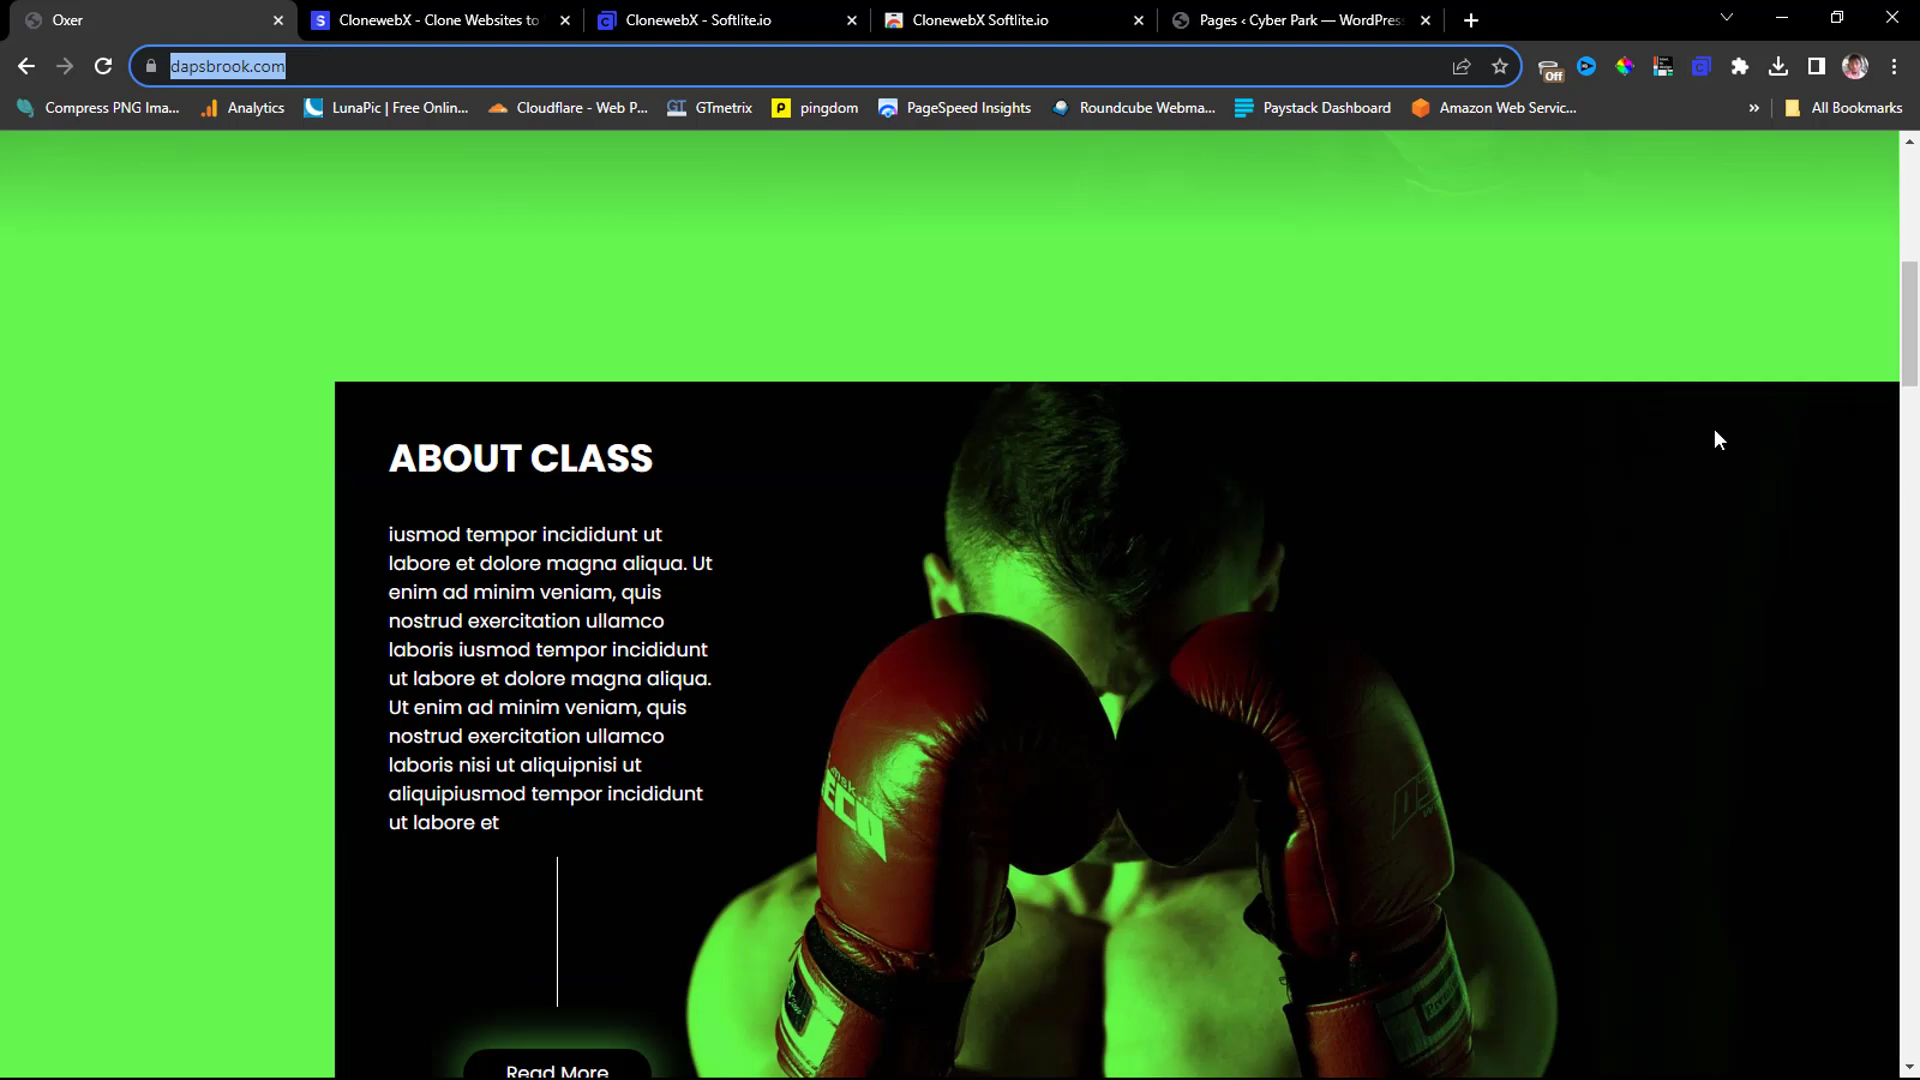 Oxer
ClonewebX - Clone Websites to
ClonewebX - Softlite.io
ClonewebX Softlite.io
Pages ‹ Cyber Park — WordPres
dapsbrook.com
Off
Compress PNG Ima...
Analytics
LunaPic | Free Onlin...
Cloudflare - Web P...
GTmetrix
pingdom
PageSpeed Insights
Roundcube Webma...
Paystack Dashboard
Amazon Web Servic...
»
All Bookmarks
ABOUT CLASS
iusmod tempor incididunt ut
labore et dolore magna aliqua. Ut
enim ad minim veniam, quis
nostrud exercitation ullamco
laboris iusmod tempor incididunt
ut labore et dolore magna aliqua.
Ut enim ad minim veniam, quis
nostrud exercitation ullamco
laboris nisi ut aliquipnisi ut
aliquipiusmod tempor incididunt
ut labore et
Read More